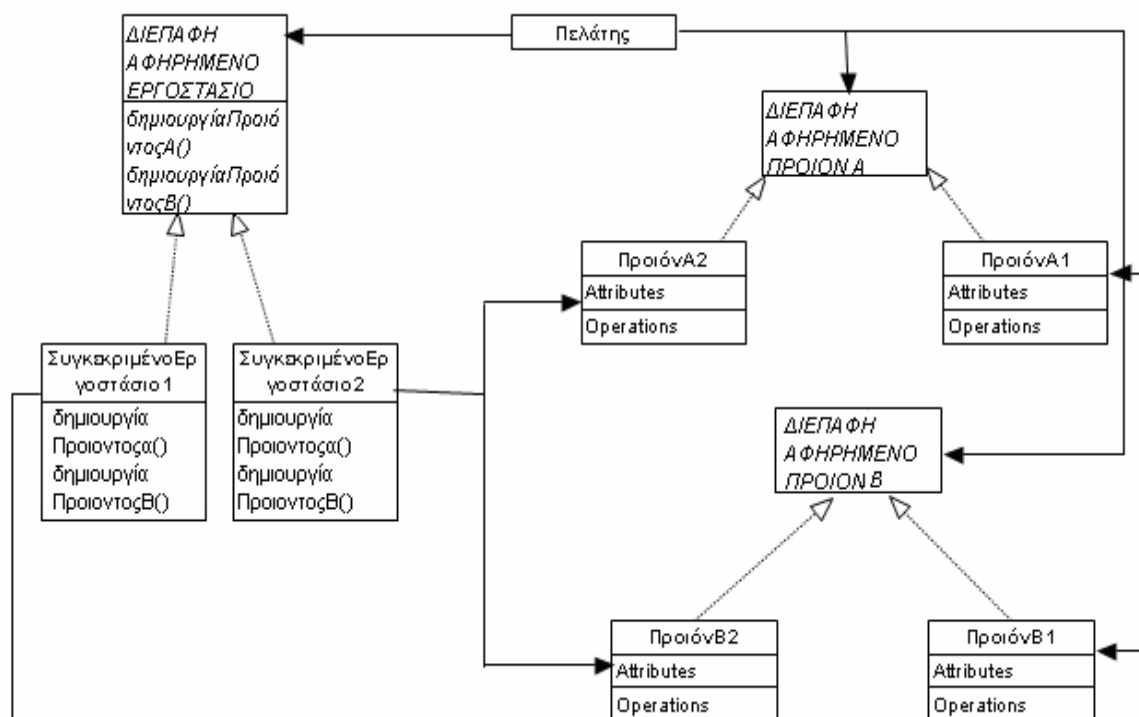 ΔΙΕΠΑΦΗ
ΑΦΗΡΗΜΕΝΟ
ΕΡΓΟΣΤΑΣΙΟ
δημιουργίαΠροιό
ντοςΑ()
δημιουργίαΠροιό
ντοςΒ()
Πελάτης
ΔΙΕΠΑΦΗ
ΑΦΗΡΗΜΕΝΟ
ΠΡΟΙΟΝ Α
ΠροιόνΑ2
Attributes
Operations
ΠροιόνΑ1
Attributes
Operations
ΣυγκεκριμένοΕρ
γοστάσιο1
δημιουργία
Προιοντοςα()
δημιουργία
ΠροιοντοςΒ()
ΣυγκεκριμένοΕρ
γοστάσιο2
δημιουργία
Προιοντοςα()
δημιουργία
ΠροιοντοςΒ()
ΔΙΕΠΑΦΗ
ΑΦΗΡΗΜΕΝΟ
ΠΡΟΙΟΝ Β
ΠροιόνΒ2
Attributes
Operations
ΠροιόνΒ1
Attributes
Operations